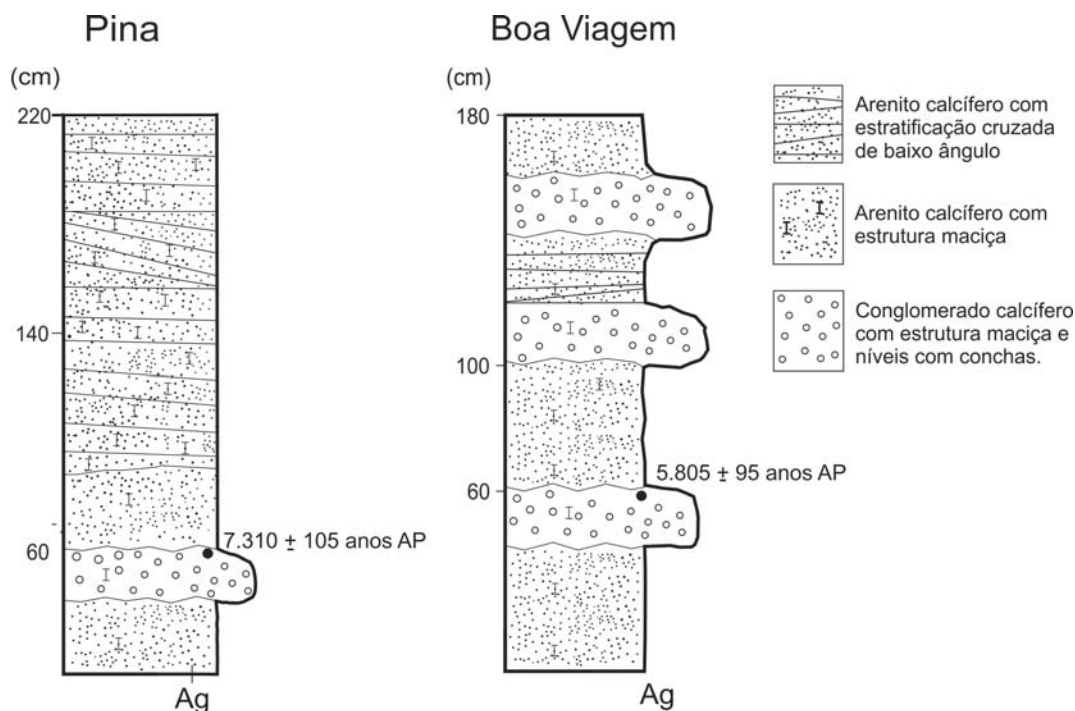 Pina
(cm)
220
140
60
7.310 ± 105 anos AP
Ag
Boa Viagem
(cm)
180
100
60
5.805 ± 95 anos AP
Ag
Arenito calcífero com
estratificação cruzada
de baixo ângulo
Arenito calcífero com
estrutura maciça
Conglomerado calcífero
com estrutura maciça e
níveis com conchas.